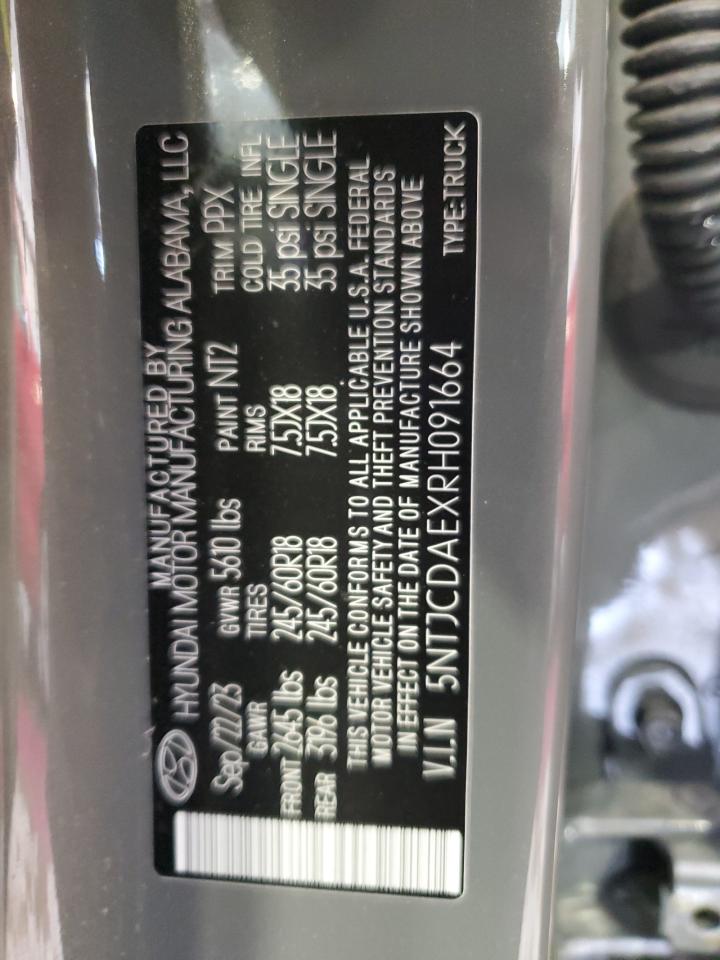 MANUFACTURED BY
HYUNDAI MOTOR MANUFACTURING ALABAMA, LLC
Sep/22/23 GVWR 5610 lbs PAINT NT2 TRIM PPX
GAWR TIRES RIMS COLD TIRE INFL
FRONT 2645 lbs 245/60R18 7.5JX18 35 psi SINGLE
REAR 3196 lbs 245/60R18 7.5JX18 35 psi SINGLE
THIS VEHICLE CONFORMS TO ALL APPLICABLE U.S.A. FEDERAL
MOTOR VEHICLE SAFETY AND THEFT PREVENTION STANDARDS
IN EFFECT ON THE DATE OF MANUFACTURE SHOWN ABOVE
V.I.N 5NTJCDAEXRH091664 TYPE:TRUCK